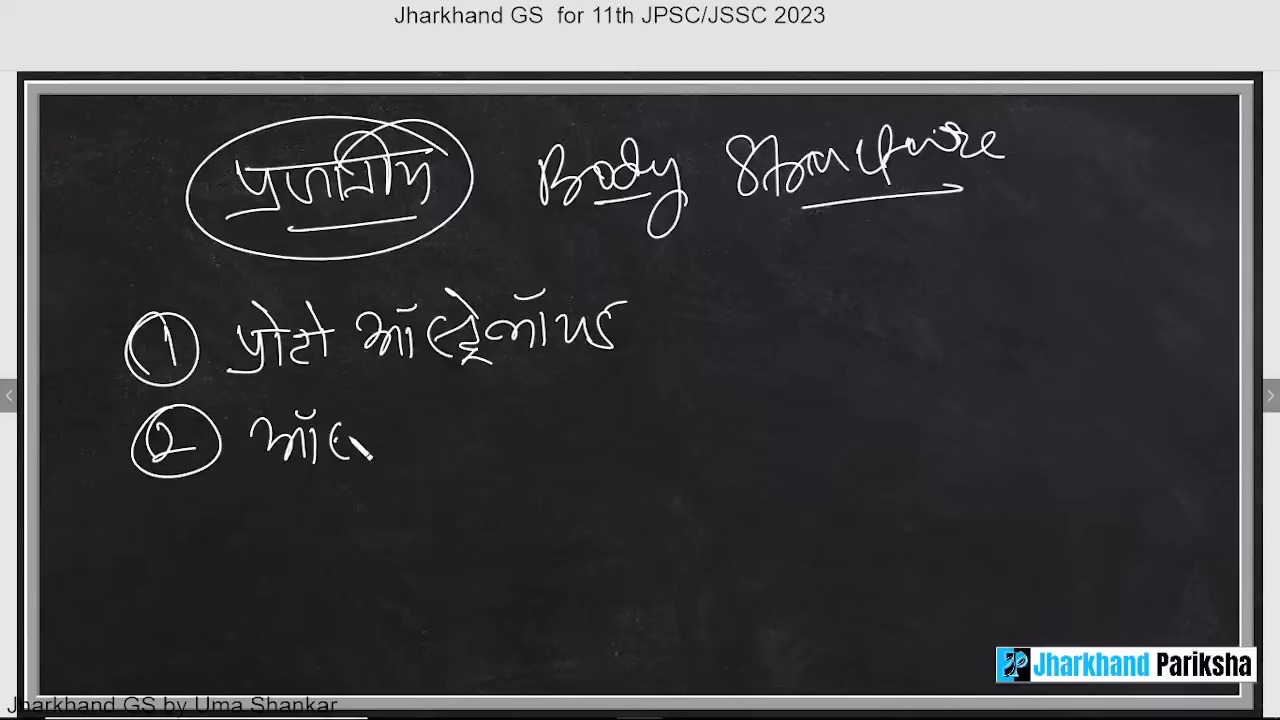 Jharkhand GS for 11th JPSC/JSSC 2023
प्रजातीय Body Structure
1 प्रोटो ऑस्ट्रेलॉयड
2 ऑ
Jharkhand Pariksha
Jharkhand GS by Uma Shankar